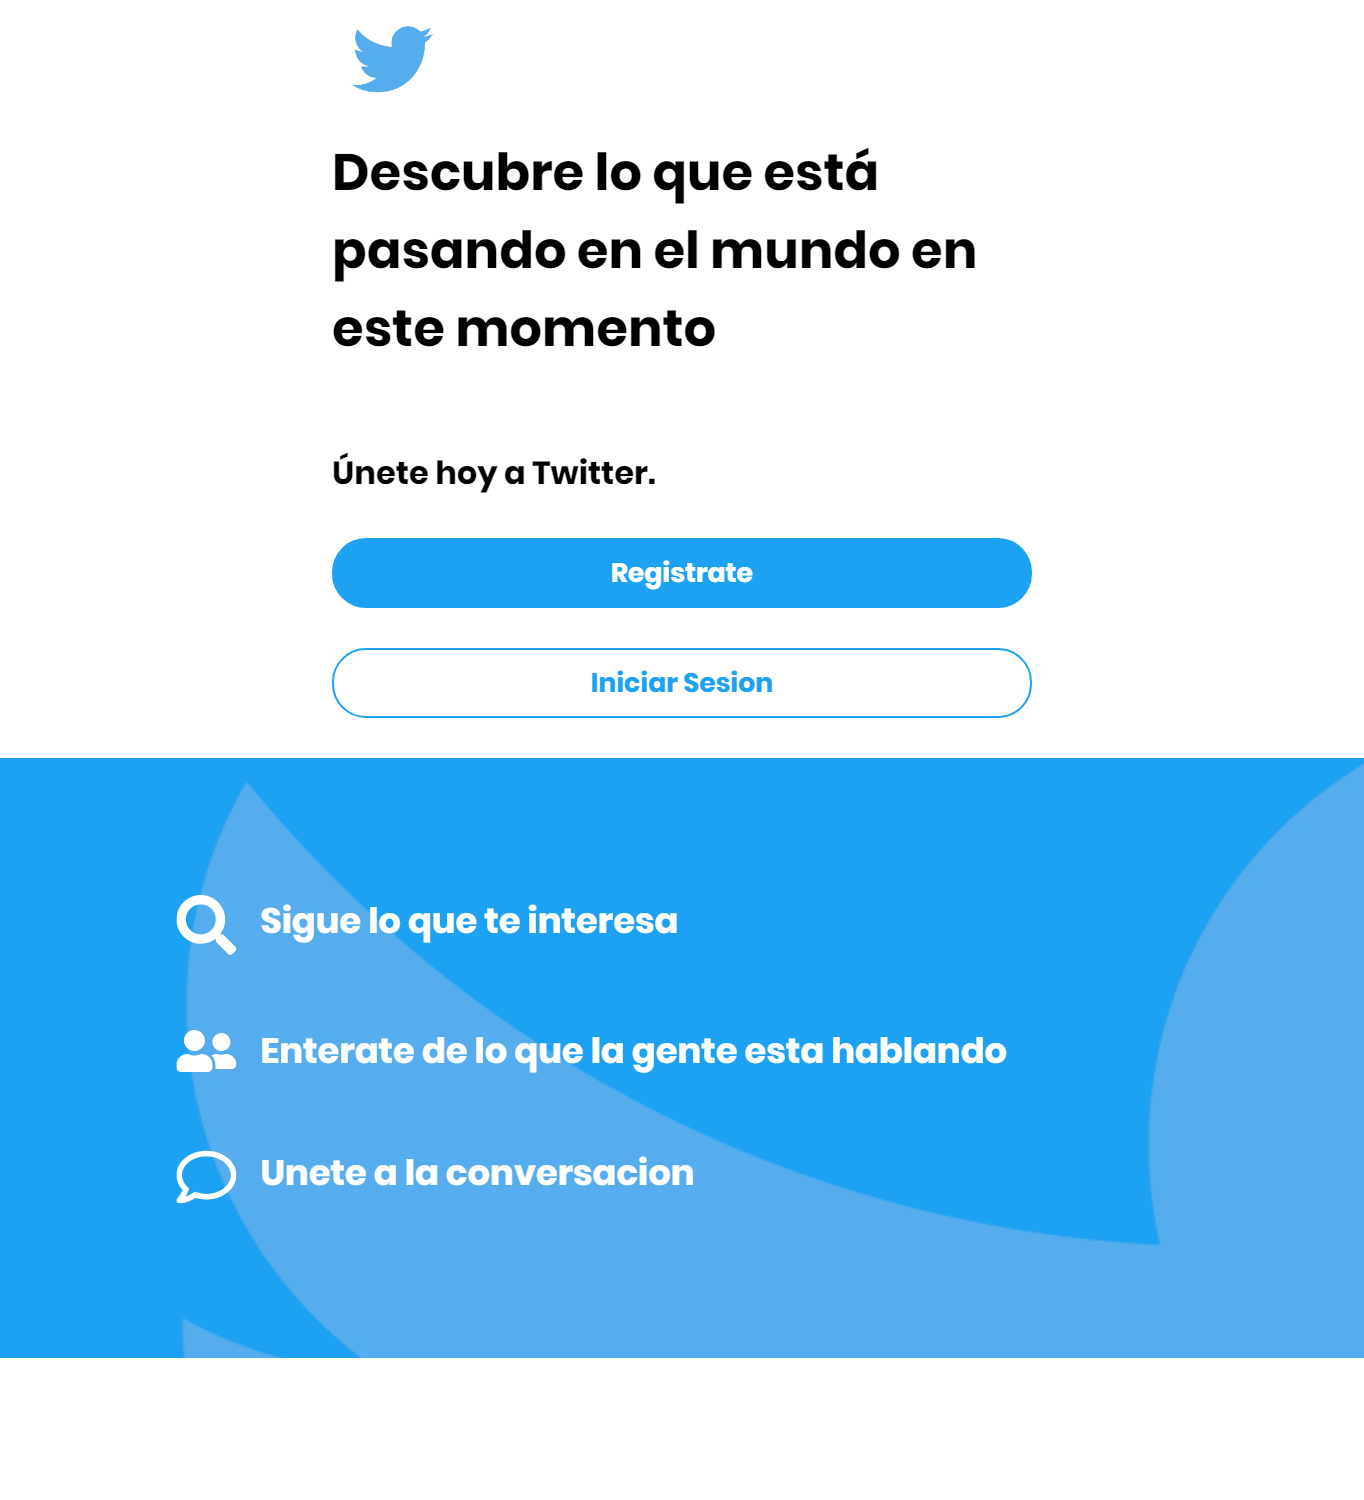 Descubre lo que está
pasando en el mundo en
este momento
Únete hoy a Twitter.
Registrate
Iniciar Sesion
Sigue lo que te interesa
Enterate de lo que la gente esta hablando
Unete a la conversacion